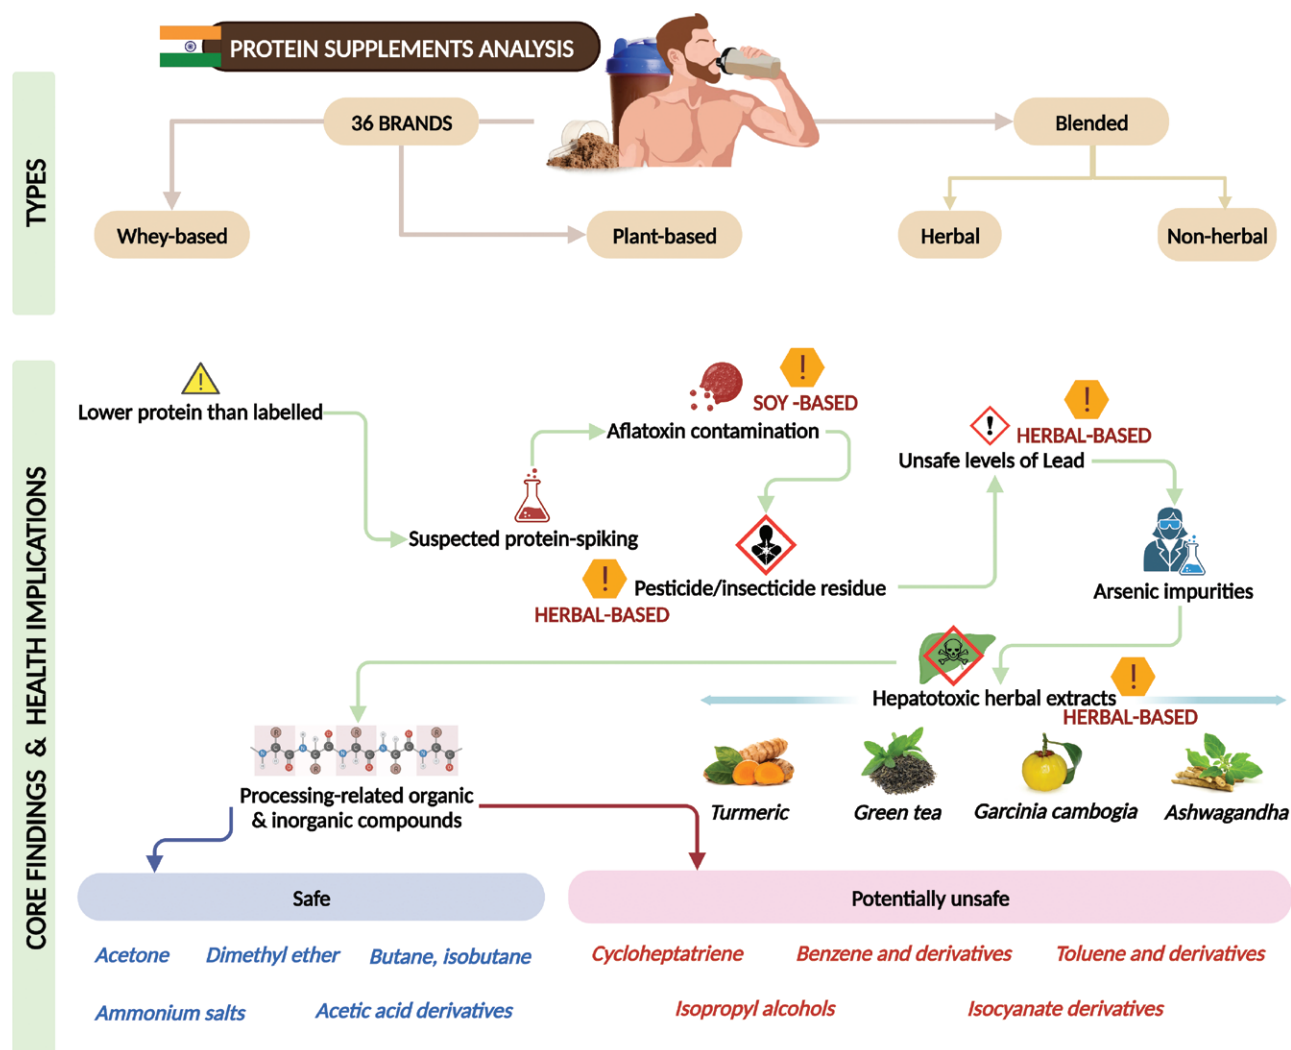 PROTEIN SUPPLEMENTS ANALYSIS
TYPES
36 BRANDS
Blended
Whey-based
Plant-based
Herbal
Non-herbal
CORE FINDINGS & HEALTH IMPLICATIONS
Lower protein than labelled
SOY -BASED
Aflatoxin contamination
HERBAL-BASED
Unsafe levels of Lead
Suspected protein-spiking
Pesticide/insecticide residue
HERBAL-BASED
Arsenic impurities
Hepatotoxic herbal extracts
HERBAL-BASED
Turmeric
Green tea
Garcinia cambogia
Ashwagandha
Processing-related organic
& inorganic compounds
Safe
Potentially unsafe
Acetone
Dimethyl ether
Butane, isobutane
Cycloheptatriene
Benzene and derivatives
Toluene and derivatives
Ammonium salts
Acetic acid derivatives
Isopropyl alcohols
Isocyanate derivatives